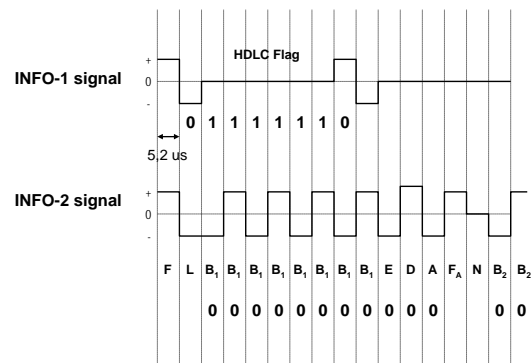 HDLC Flag
+
INFO-1 signal
0
-
0 1 1 1 1 1 1 0
5,2 us
+
INFO-2 signal
0
-
F L B1 B1 B1 B1 B1 B1 B1 B1 E D A FA N B2 B2
0 0 0 0 0 0 0 0 0 0 0 0 0